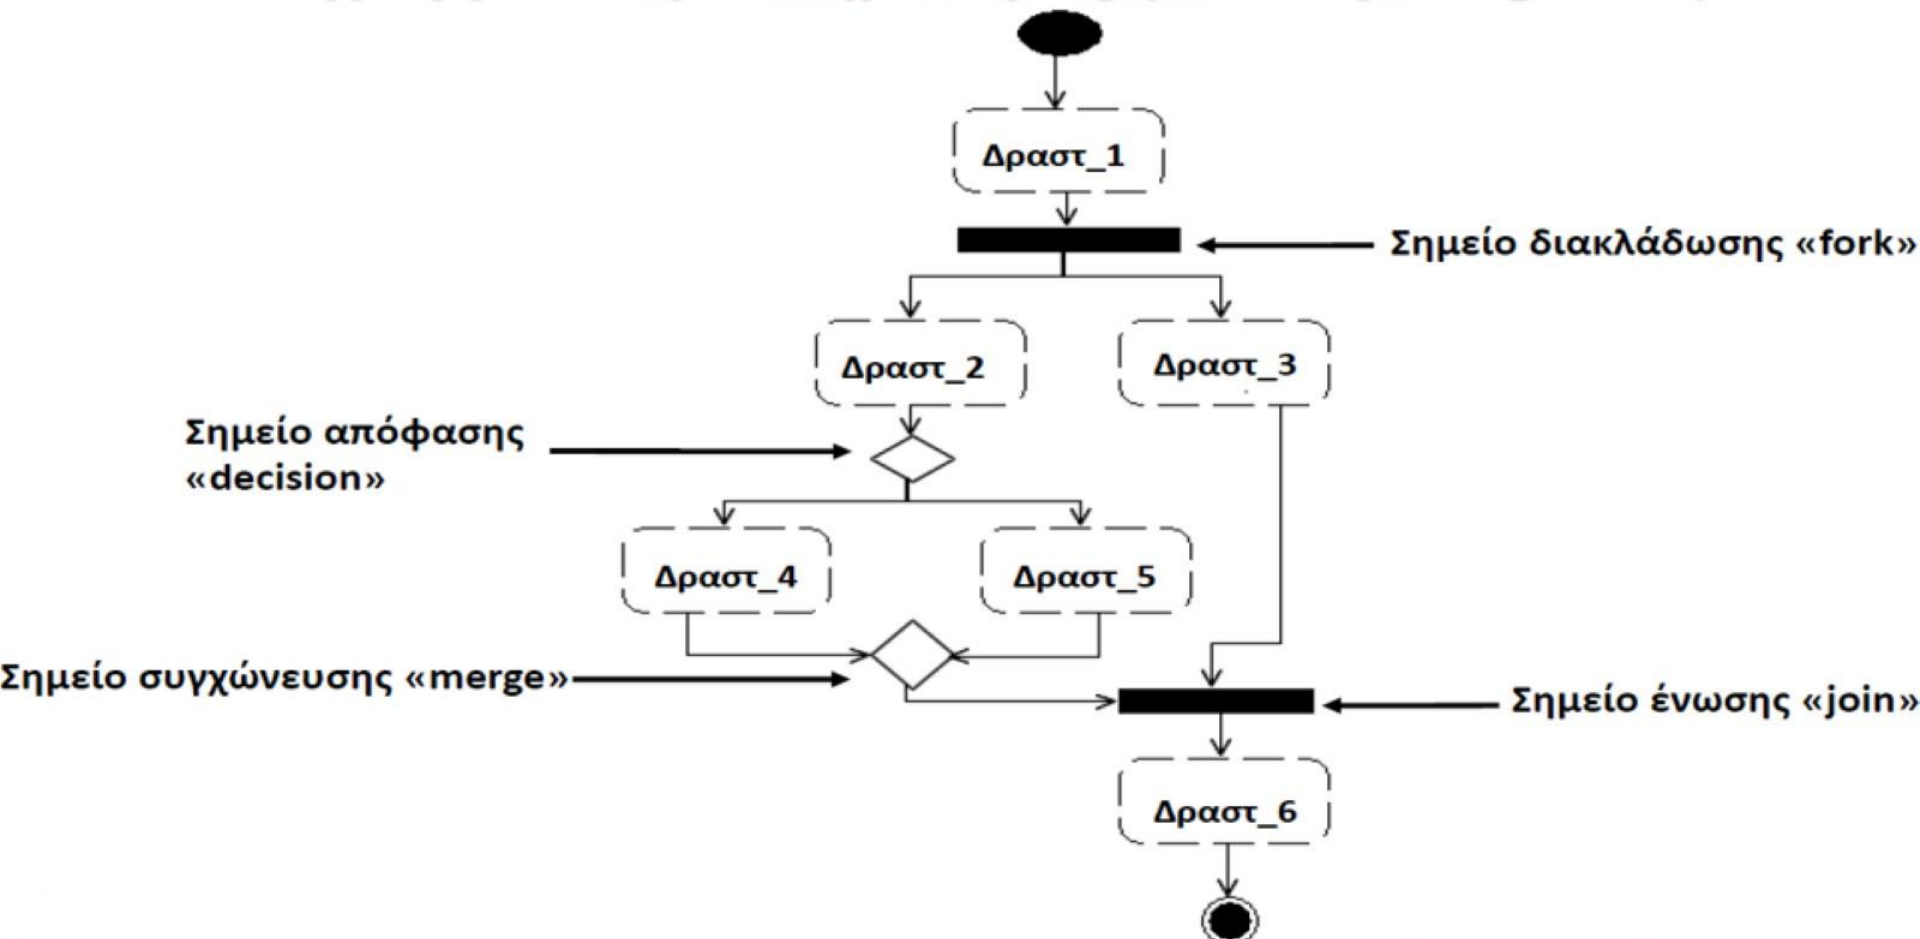 Δραστ_1
Σημείο διακλάδωσης «fork»
Δραστ_2
Δραστ_3
Σημείο απόφασης
«decision»
Δραστ_4
Δραστ_5
Σημείο συγχώνευσης «merge»
Σημείο ένωσης «join»
Δραστ_6